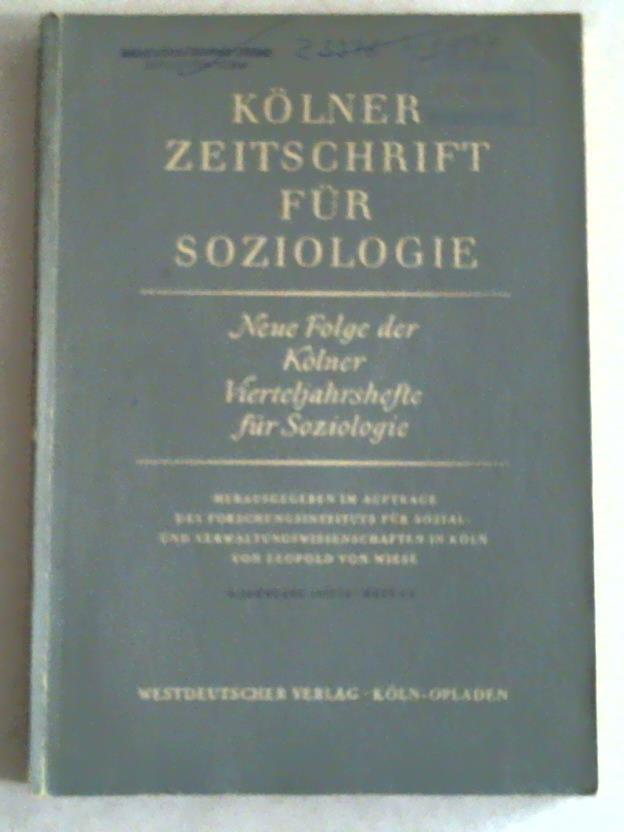 KÖLNER
ZEITSCHRIFT
FÜR
SOZIOLOGIE
Neue Folge der
Kölner
Vierteljahrshefte
für Soziologie
HERAUSGEGEBEN IM AUFTRAGE
DES FORSCHUNGSINSTITUTS FÜR SOZIAL-
UND VERWALTUNGSWISSENSCHAFTEN IN KÖLN
VON LEOPOLD VON WIESE
WESTDEUTSCHER VERLAG · KÖLN-OPLADEN